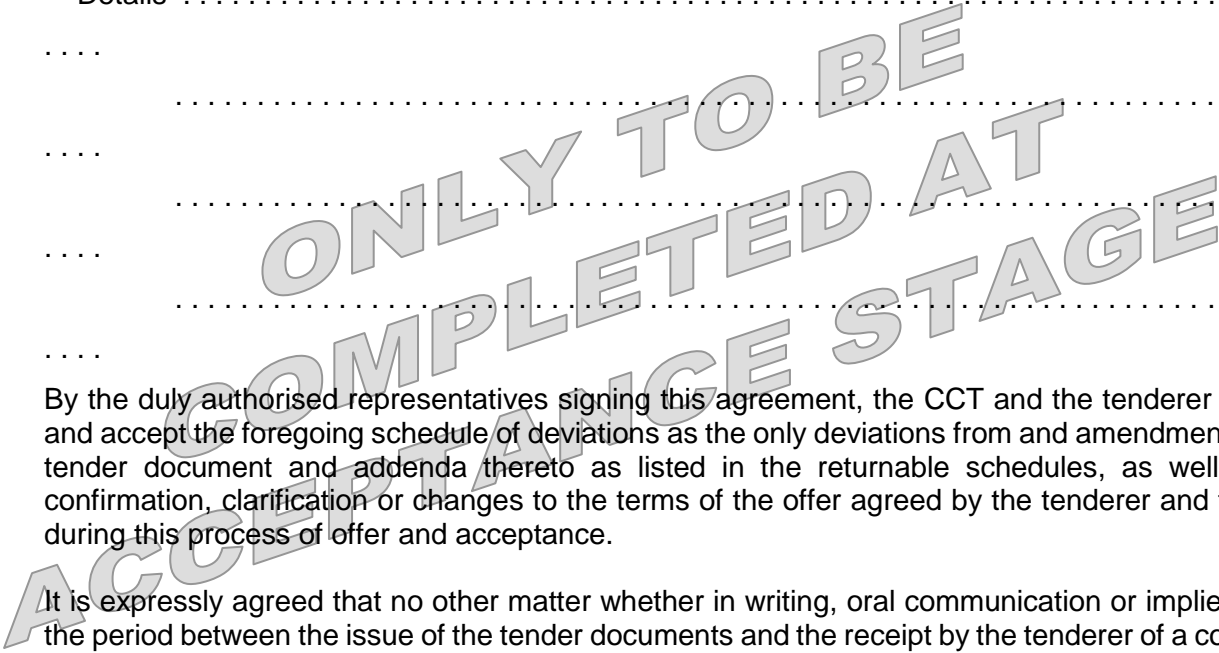 . . . .
. . . .
. . . .
. . . .
ONLY TO BE
COMPLETED AT
ACCEPTANCE STAGE
By the duly authorised representatives signing this agreement, the CCT and the tenderer
and accept the foregoing schedule of deviations as the only deviations from and
tender document and addenda thereto as listed in the returnable schedules, as well
confirmation, clarification or changes to the terms of the offer agreed by the tenderer and
during this process of offer and acceptance.
It is expressly agreed that no other matter whether in writing, oral communication or
the period between the issue of the tender documents and the receipt by the tenderer of a